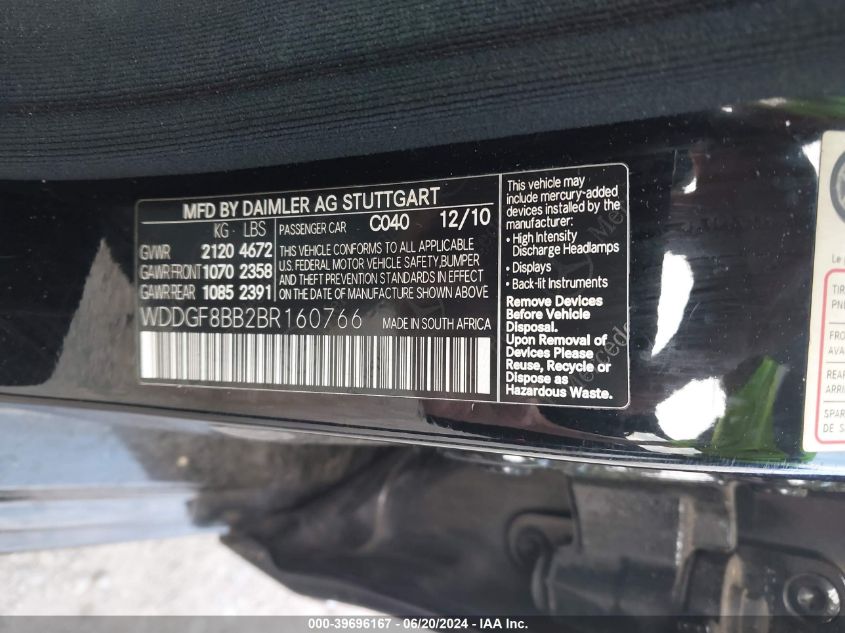 MFD BY DAIMLER AG STUTTGART
KG LBS PASSENGER CAR C040 12/10
GVWR 2120 4672
GAWR FRONT 1070 2358
GAWR REAR 1085 2391
THIS VEHICLE CONFORMS TO ALL APPLICABLE
U.S. FEDERAL MOTOR VEHICLE SAFETY, BUMPER
AND THEFT PREVENTION STANDARDS IN EFFECT
ON THE DATE OF MANUFACTURE SHOWN ABOVE
WDDGF8BB2BR160766 MADE IN SOUTH AFRICA
This vehicle may
include mercury-added
devices installed by the
manufacturer:
• High Intensity
Discharge Headlamps
• Displays
• Back-lit Instruments
Remove Devices
Before Vehicle
Disposal.
Upon Removal of
Devices Please
Reuse, Recycle or
Dispose as
Hazardous Waste.
000-39696167 / 06/20/2024 / IAA Inc.